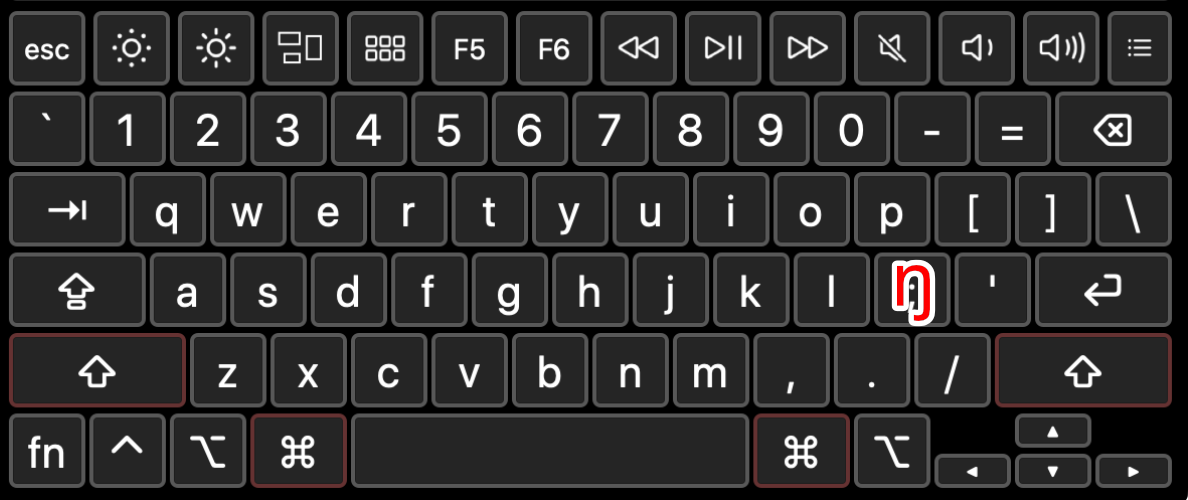 esc F5 F6
` 1 2 3 4 5 6 7 8 9 0 - =
q w e r t y u i o p [ ] \
a s d f g h j k l ŋ '
z x c v b n m , . /
fn ^ ⌥ ⌘ ⌘ ⌥